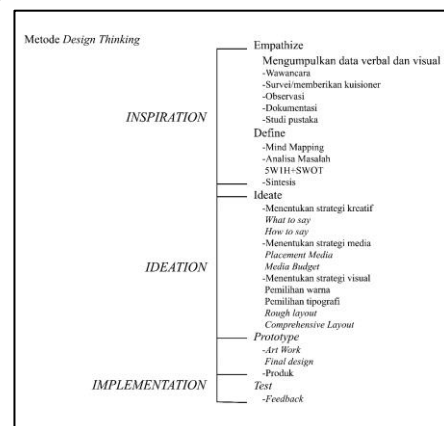 Metode Design Thinking
INSPIRATION
Empathize
Mengumpulkan data verbal dan visual
-Wawancara
-Survei/memberikan kuisioner
-Observasi
-Dokumentasi
-Studi pustaka
Define
-Mind Mapping
-Analisa Masalah
5W1H+SWOT
-Sintesis
IDEATION
Ideate
-Menentukan strategi kreatif
What to say
How to say
-Menentukan strategi media
Placement Media
Media Budget
-Menentukan strategi visual
Pemilihan warna
Pemilihan tipografi
Rough layout
Comprehensive Layout
Prototype
-Art Work
Final design
-Produk
IMPLEMENTATION
Test
-Feedback